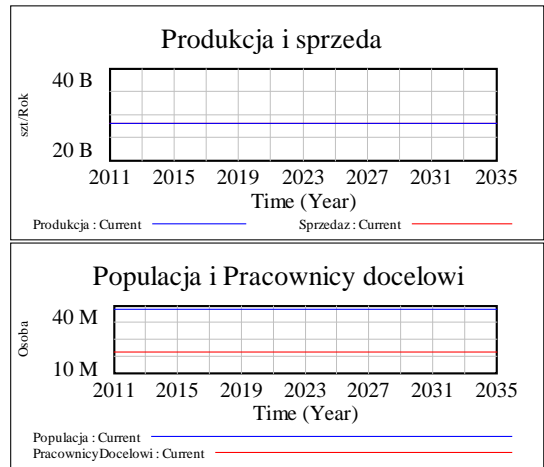 Produkcja i sprzeda
40 B
szt/Rok
20 B
2011 2015 2019 2023 2027 2031 2035
Time (Year)
Produkcja : Current Sprzedaz : Current
Populacja i Pracownicy docelowi
40 M
Osoba
10 M
2011 2015 2019 2023 2027 2031 2035
Time (Year)
Populacja : Current
PracownicyDocelowi : Current